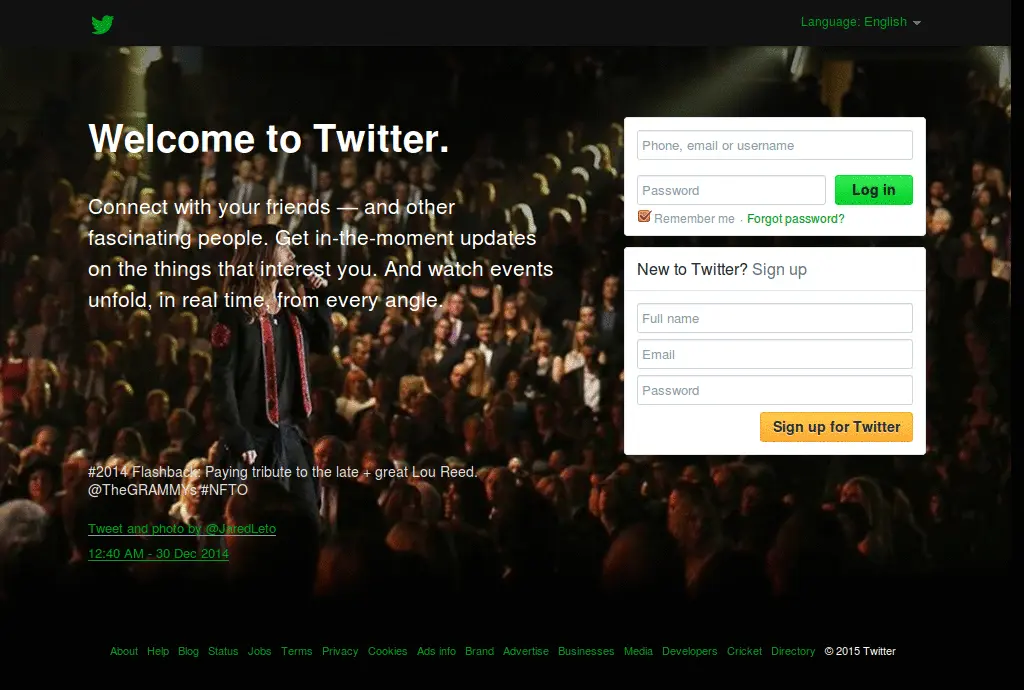 Language: English
Welcome to Twitter.
Connect with your friends — and other
fascinating people. Get in-the-moment updates
on the things that interest you. And watch events
unfold, in real time, from every angle.
Phone, email or username
Password
Log in
Remember me · Forgot password?
New to Twitter? Sign up
Full name
Email
Password
Sign up for Twitter
#2014 Flashback: Paying tribute to the late + great Lou Reed.
@TheGRAMMYs #NFTO
Tweet and photo by @JaredLeto
12:40 AM - 30 Dec 2014
About Help Blog Status Jobs Terms Privacy Cookies Ads info Brand Advertise Businesses Media Developers Cricket Directory © 2015 Twitter